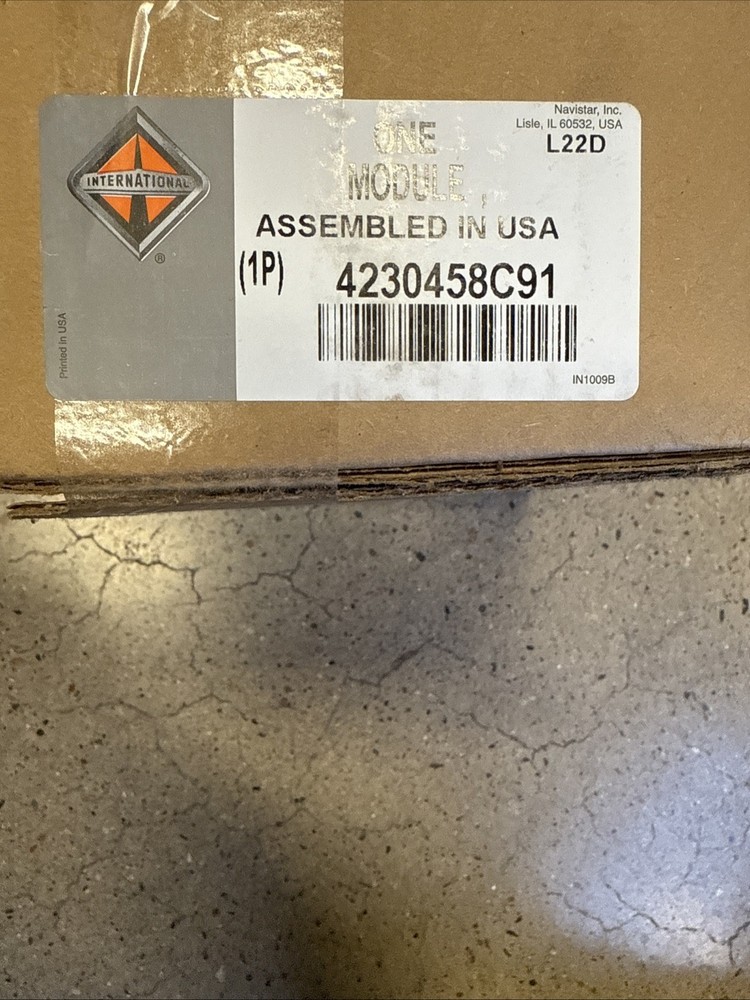 Navistar, Inc.
Lisle, IL 60532, USA
L22D
ONE
MODULE ,
ASSEMBLED IN USA
(1P) 4230458C91
INTERNATIONAL
®
Printed in USA
IN1009B